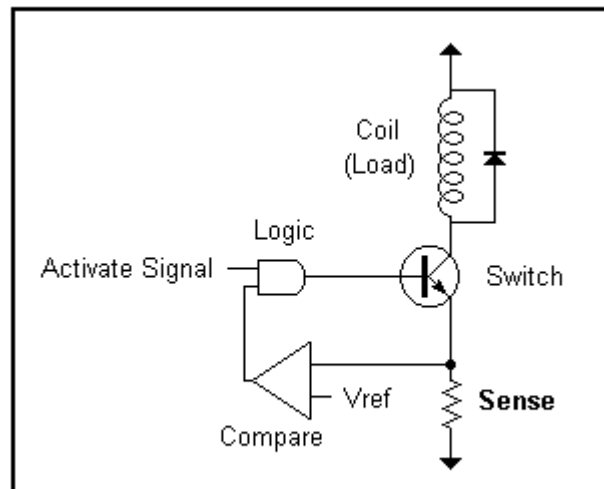 Coil
(Load)
Logic
Activate Signal
Switch
Vref
Sense
Compare